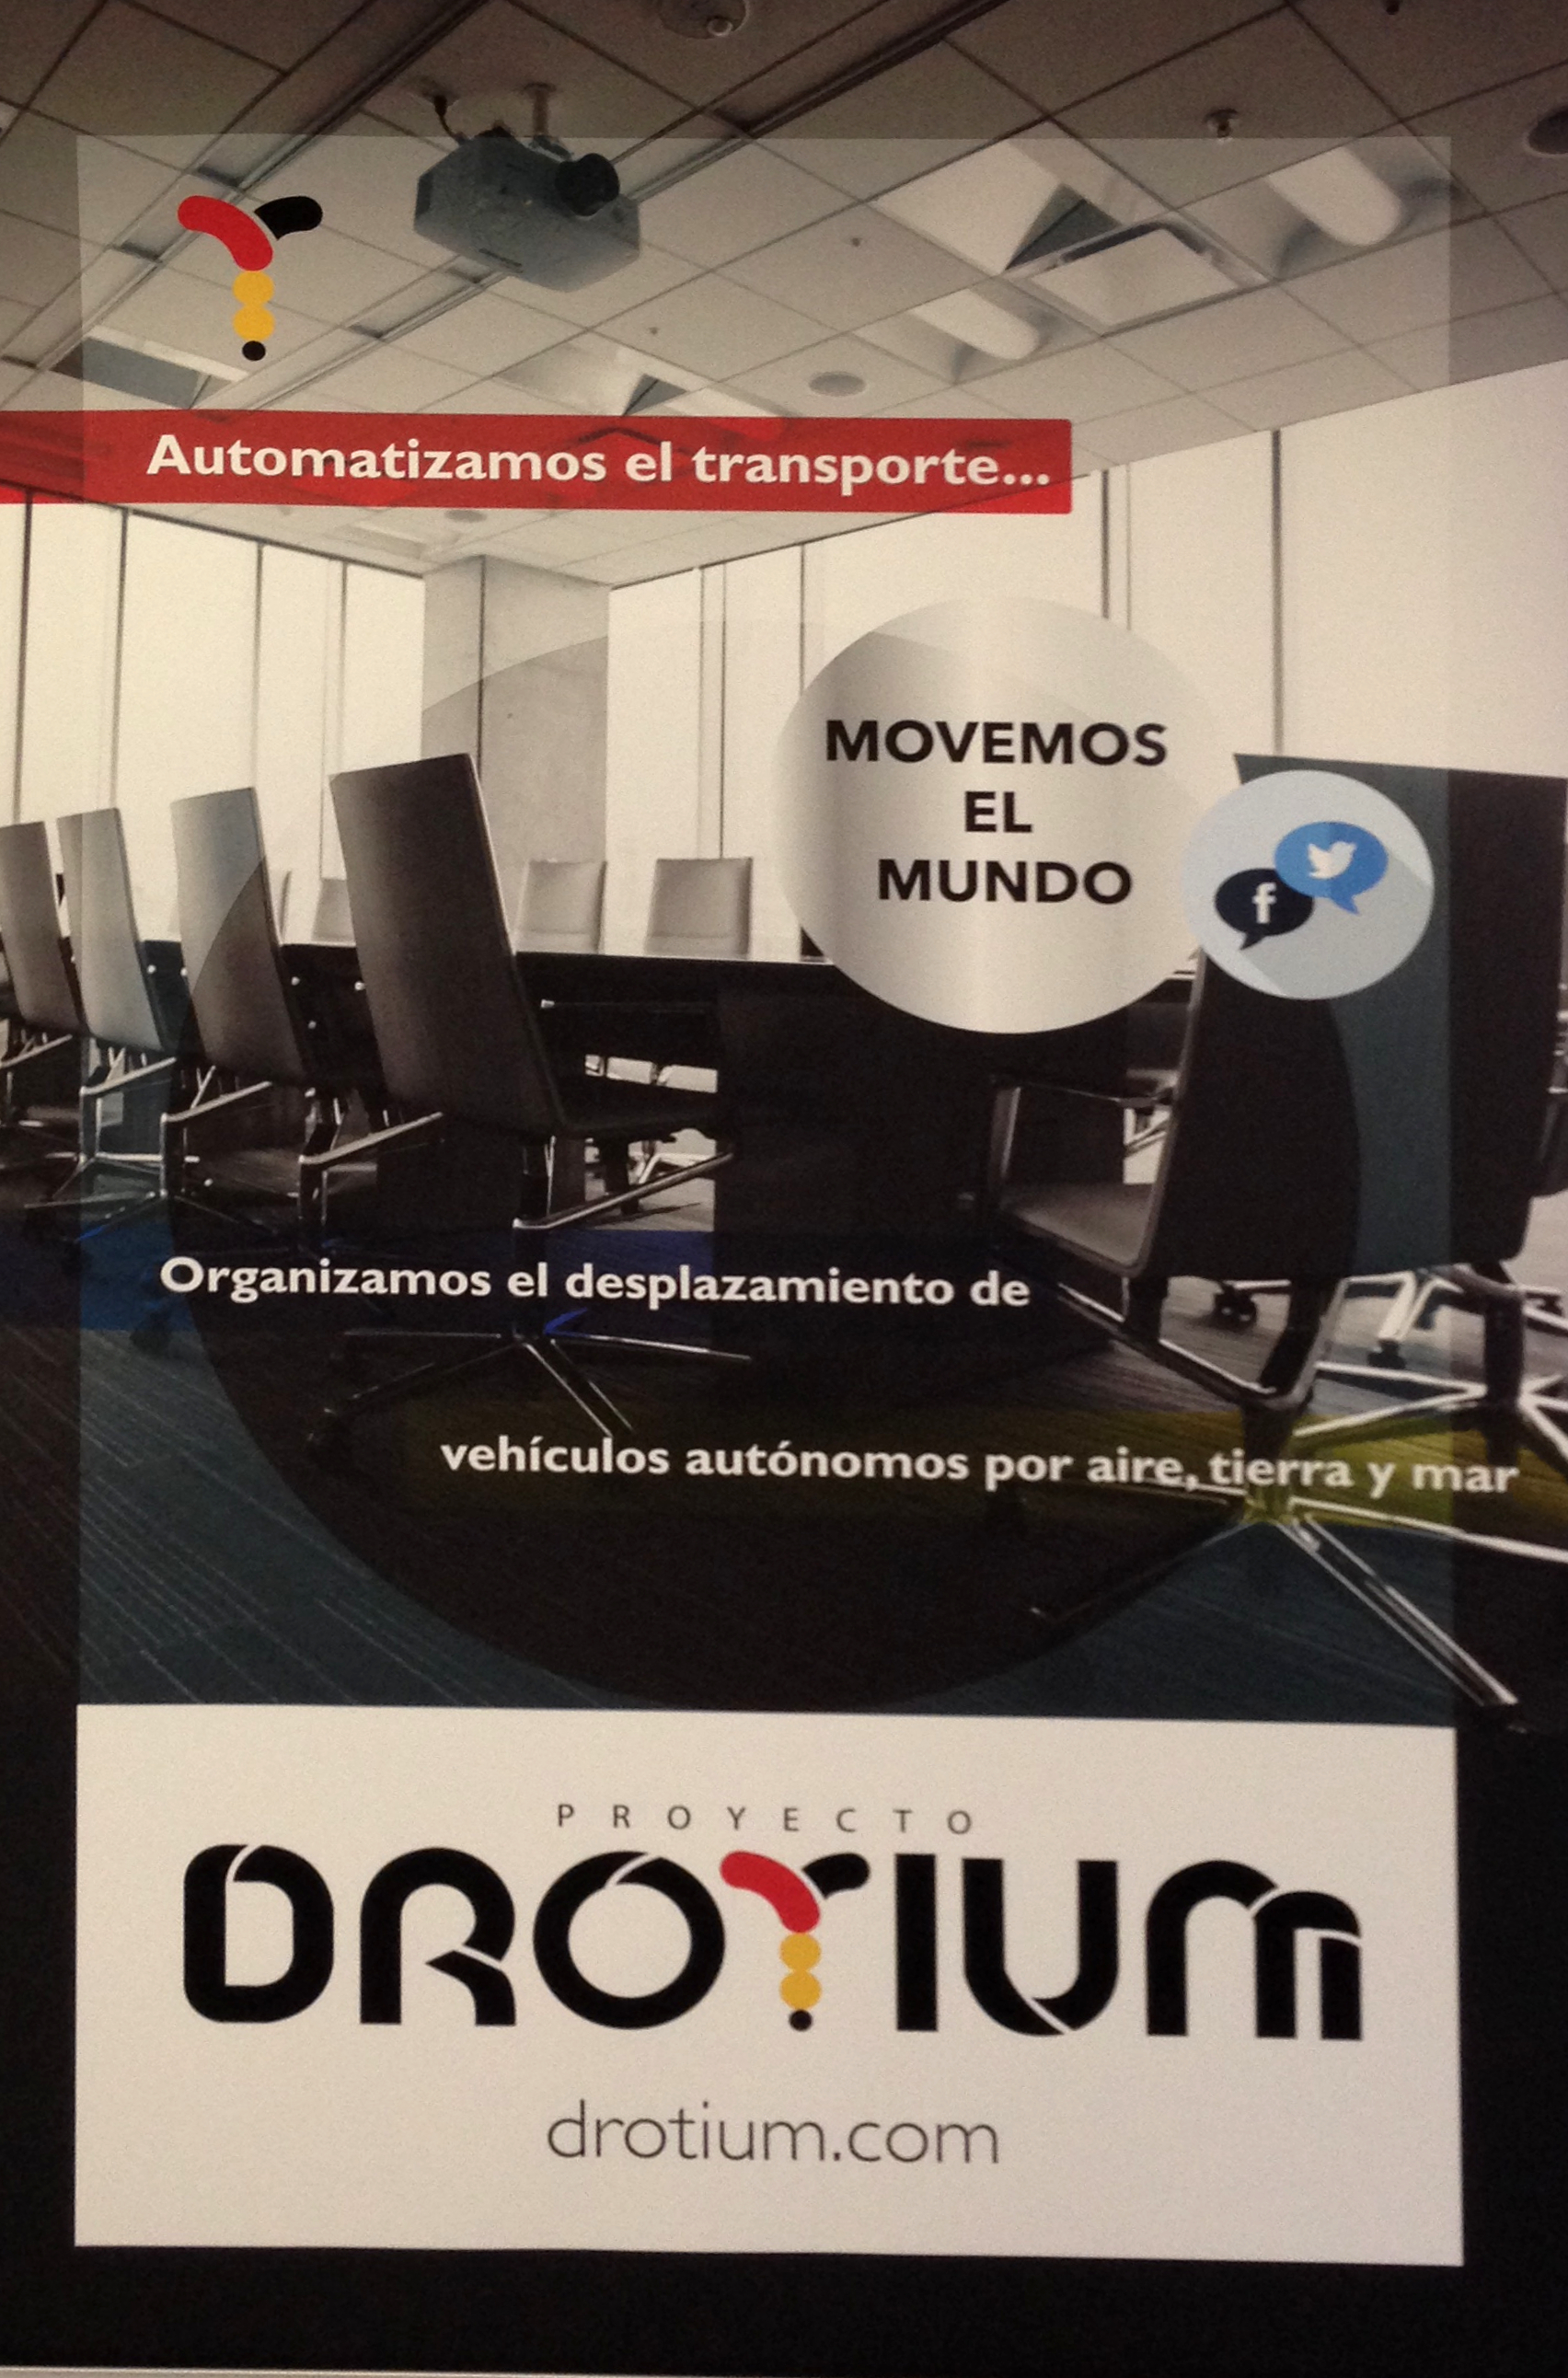 Automatizamos el transporte...
MOVEMOS
EL
MUNDO
f
Organizamos el desplazamiento de
vehículos autónomos por aire, tierra y mar
PROYECTO
DROTIUM
drotium.com